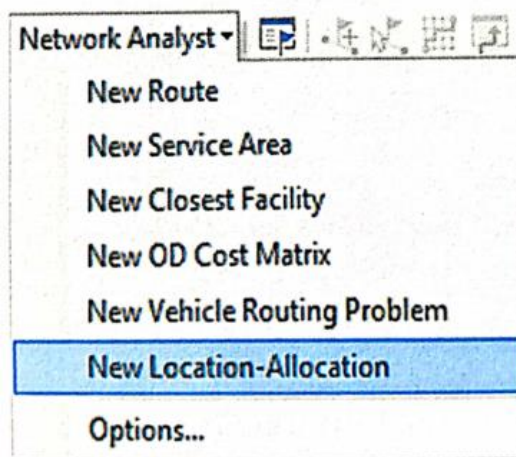 Network Analyst
New Route
New Service Area
New Closest Facility
New OD Cost Matrix
New Vehicle Routing Problem
New Location-Allocation
Options...